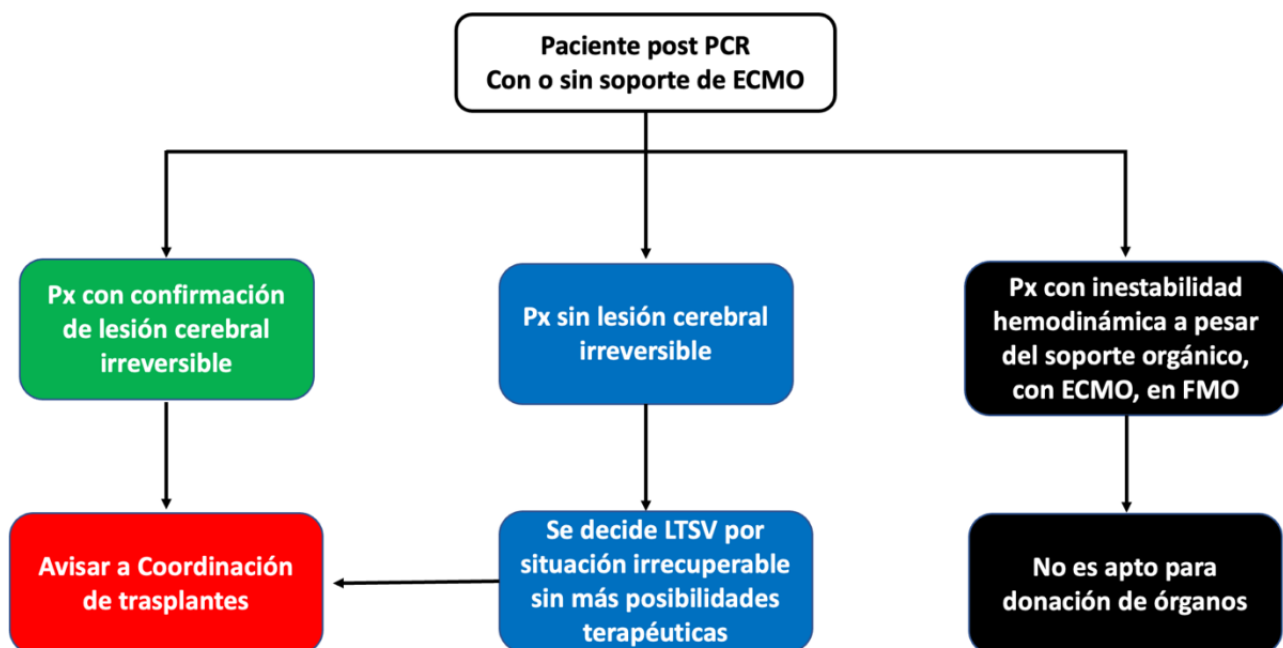 Paciente post PCR
Con o sin soporte de ECMO
Px con confirmación
de lesión cerebral
irreversible
Px sin lesión cerebral
irreversible
Px con inestabilidad
hemodinámica a pesar
del soporte orgánico,
con ECMO, en FMO
Avisar a Coordinación
de trasplantes
Se decide LTSV por
situación irrecuperable
sin más posibilidades
terapéuticas
No es apto para
donación de órganos